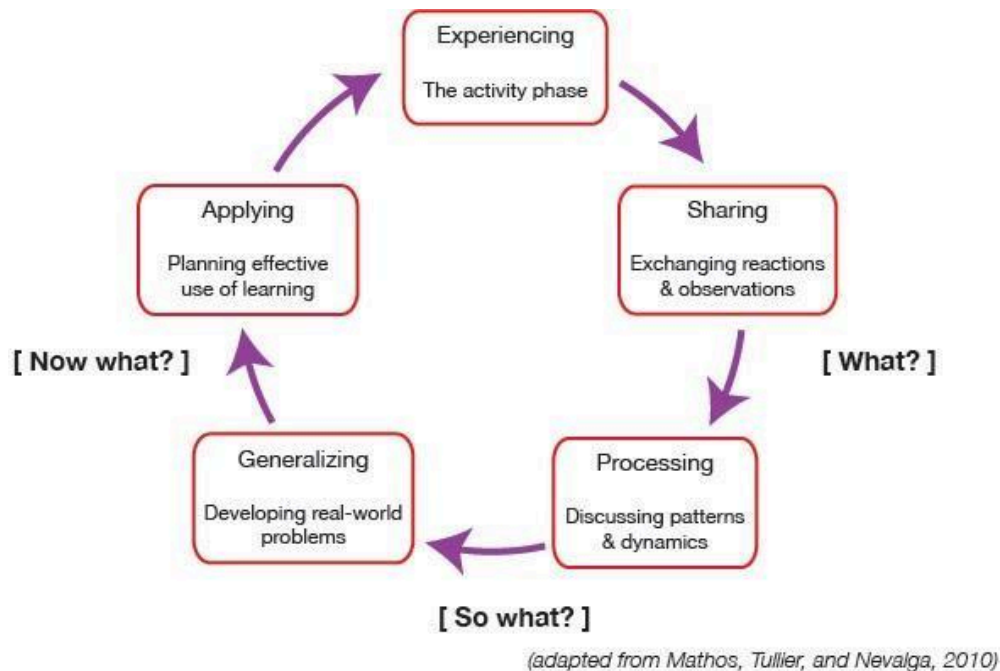 Experiencing
The activity phase
Sharing
Exchanging reactions
& observations
[ What? ]
Processing
Discussing patterns
& dynamics
[ So what? ]
Generalizing
Developing real-world
problems
[ Now what? ]
Applying
Planning effective
use of learning
(adapted from Mathos, Tullier, and Nevalga, 2010)